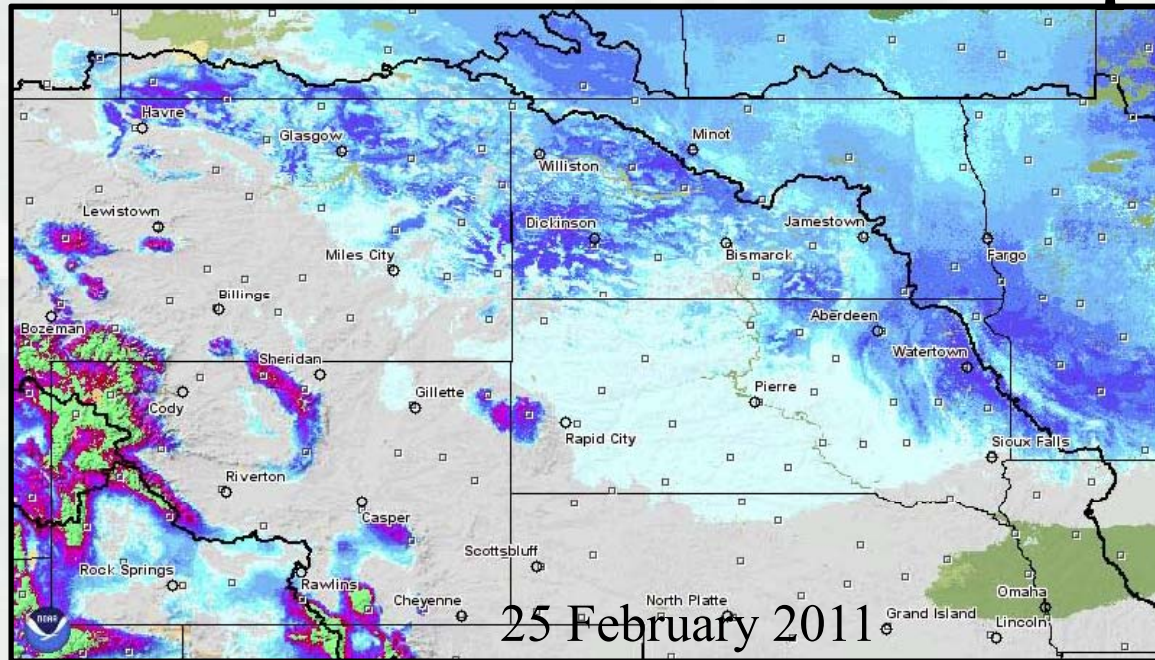 Havre
Glasgow
Minot
Williston
Lewistown
Dickinson
Jamestown
Miles City
Bismarck
Fargo
Billings
Bozeman
Aberdeen
Sheridan
Watertown
Cody
Gillette
Pierre
Rapid City
Sioux Falls
Riverton
Casper
Scottsbluff
Rock Springs
Rawlins
Omaha
Cheyenne
North Platte
Grand Island
Lincoln
NOAA
25 February 2011